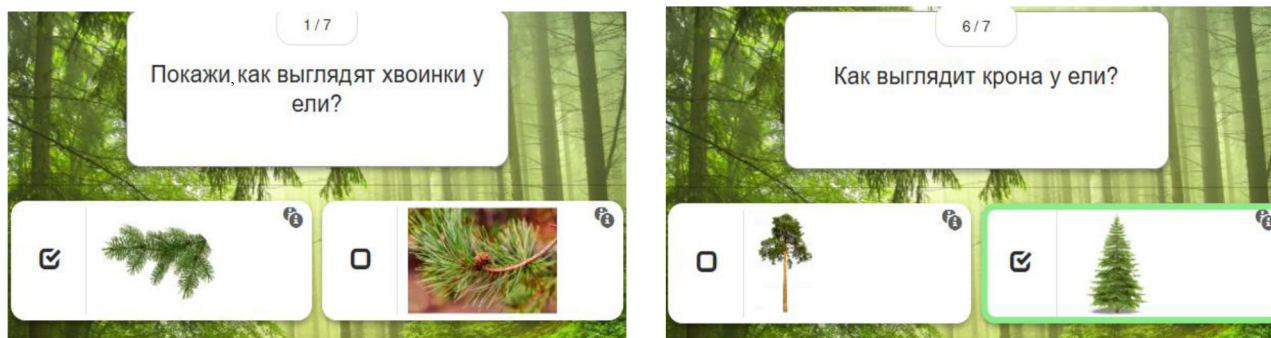 1 / 7
Покажи,как выглядят хвоинки у
ели?
6 / 7
Как выглядит крона у ели?